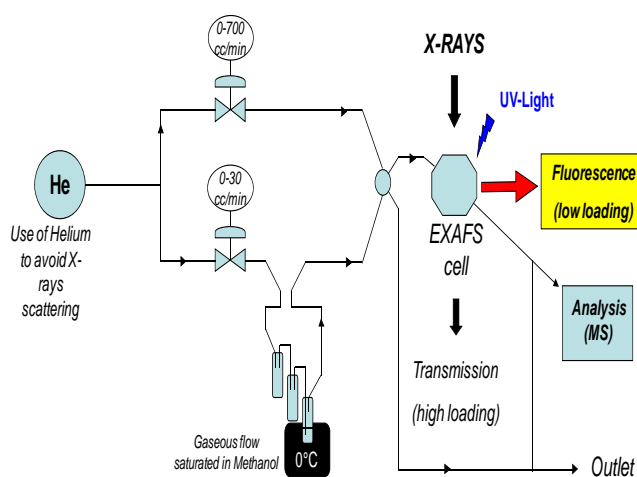 0-700
cc/min
X-RAYS
UV-Light
He
0-30
cc/min
Fluorescence
(low loading)
Use of Helium
to avoid X-
rays
scattering
EXAFS
cell
Analysis
(MS)
Transmission
(high loading)
Gaseous flow
saturated in Methanol
0°C
Outlet